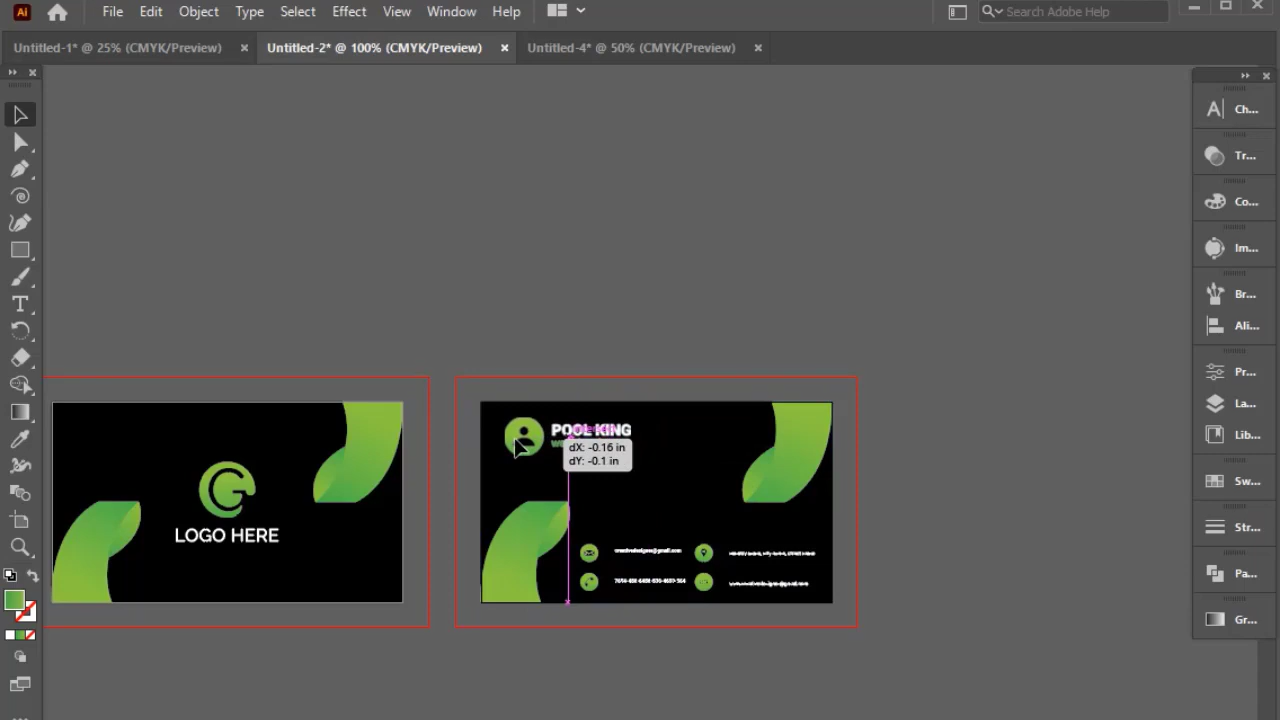 Ai File Edit Object Type Select Effect View Window Help Search Adobe Help
Untitled-1* @ 25% (CMYK/Preview) × Untitled-2* @ 100% (CMYK/Preview) × Untitled-4* @ 50% (CMYK/Preview) ×
Ch...
Tr...
Co...
Im...
Br...
Ali...
Pr...
La...
Lib...
Sw...
Str...
Pa...
Gr...
LOGO HERE
POOL KING
dX: -0.16 in
dY: -0.1 in